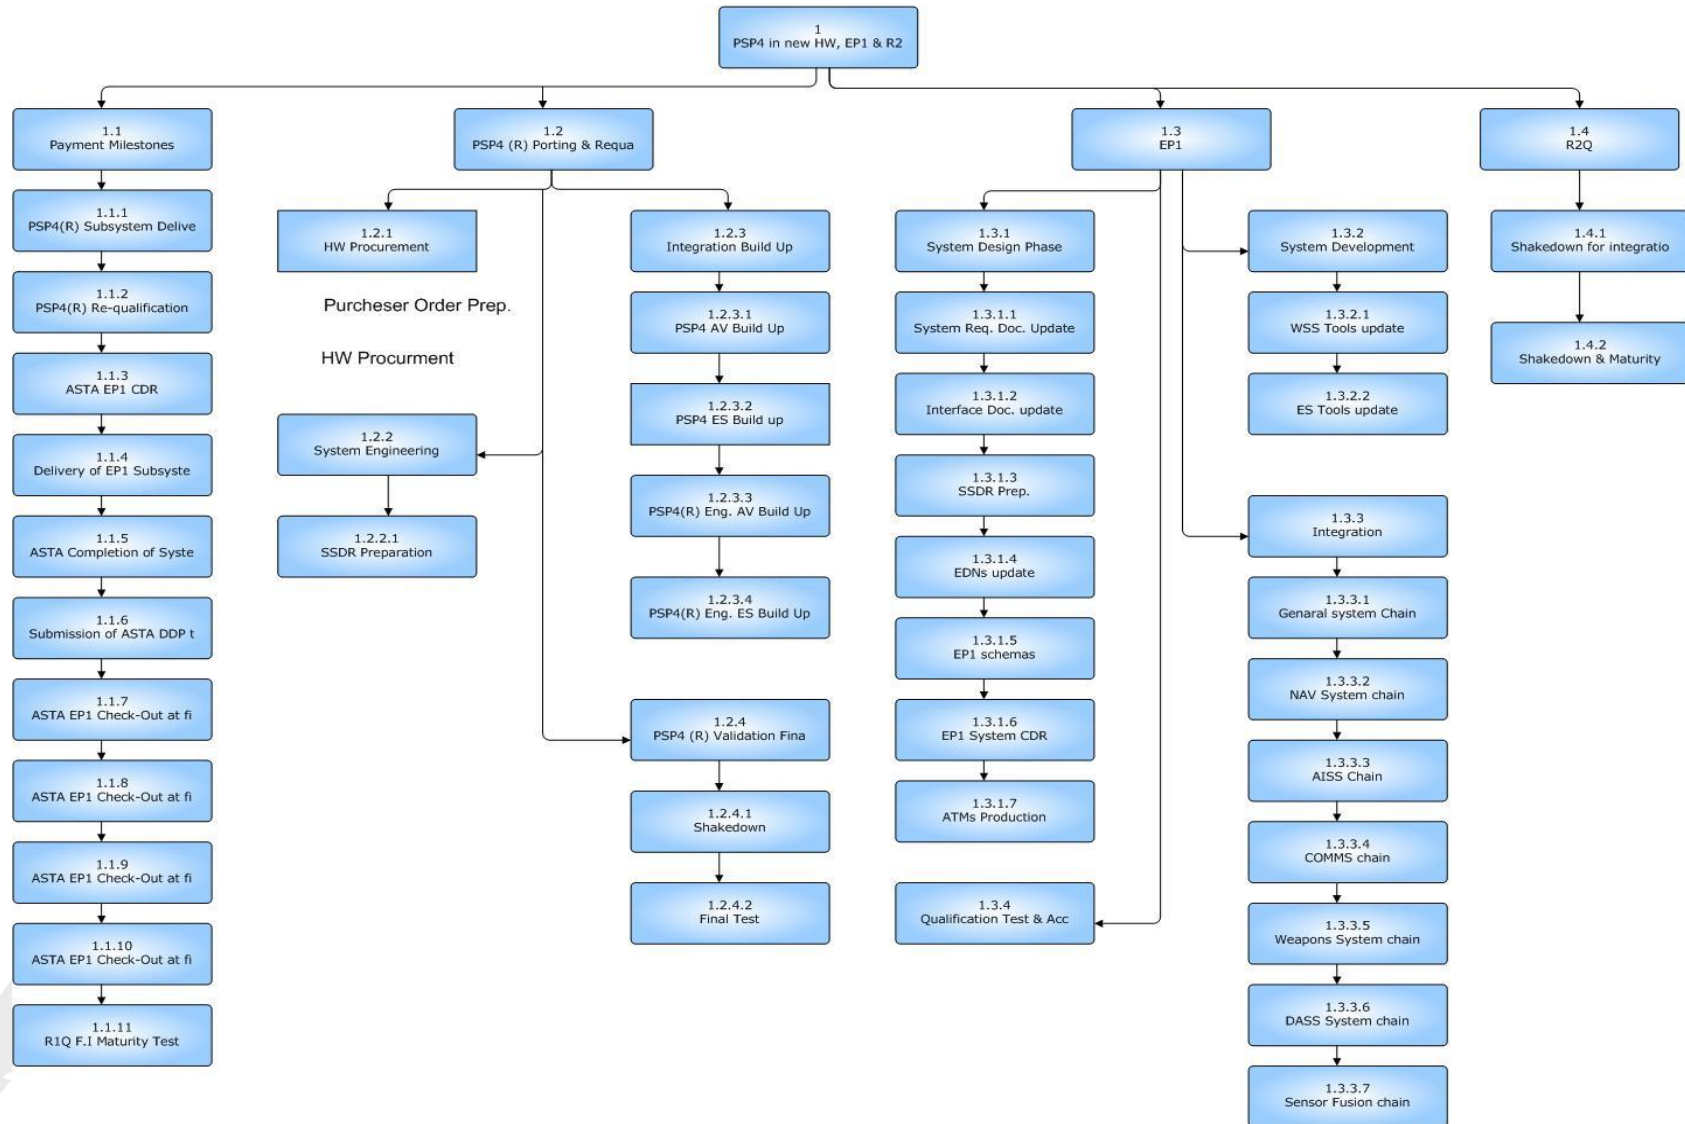 1
PSP4 in new HW, EP1 & R2
1.1
Payment Milestones
1.1.1
PSP4(R) Subsystem Delive
1.1.2
PSP4(R) Re-qualification
1.1.3
ASTA EP1 CDR
1.1.4
Delivery of EP1 Subsyste
1.1.5
ASTA Completion of Syste
1.1.6
Submission of ASTA DDP t
1.1.7
ASTA EP1 Check-Out at fi
1.1.8
ASTA EP1 Check-Out at fi
1.1.9
ASTA EP1 Check-Out at fi
1.1.10
ASTA EP1 Check-Out at fi
1.1.11
R1Q F.I Maturity Test
1.2
PSP4 (R) Porting & Requa
1.2.1
HW Procurement
Purcheser Order Prep.
HW Procurment
1.2.2
System Engineering
1.2.2.1
SSDR Preparation
1.2.3
Integration Build Up
1.2.3.1
PSP4 AV Build Up
1.2.3.2
PSP4 ES Build up
1.2.3.3
PSP4(R) Eng. AV Build Up
1.2.3.4
PSP4(R) Eng. ES Build Up
1.2.4
PSP4 (R) Validation Fina
1.2.4.1
Shakedown
1.2.4.2
Final Test
1.3
EP1
1.3.1
System Design Phase
1.3.1.1
System Req. Doc. Update
1.3.1.2
Interface Doc. update
1.3.1.3
SSDR Prep.
1.3.1.4
EDNs update
1.3.1.5
EP1 schemas
1.3.1.6
EP1 System CDR
1.3.1.7
ATMs Production
1.3.4
Qualification Test & Acc
1.3.2
System Development
1.3.2.1
WSS Tools update
1.3.2.2
ES Tools update
1.3.3
Integration
1.3.3.1
Genaral system Chain
1.3.3.2
NAV System chain
1.3.3.3
AISS Chain
1.3.3.4
COMMS chain
1.3.3.5
Weapons System chain
1.3.3.6
DASS System chain
1.3.3.7
Sensor Fusion chain
1.4
R2Q
1.4.1
Shakedown for integratio
1.4.2
Shakedown & Maturity